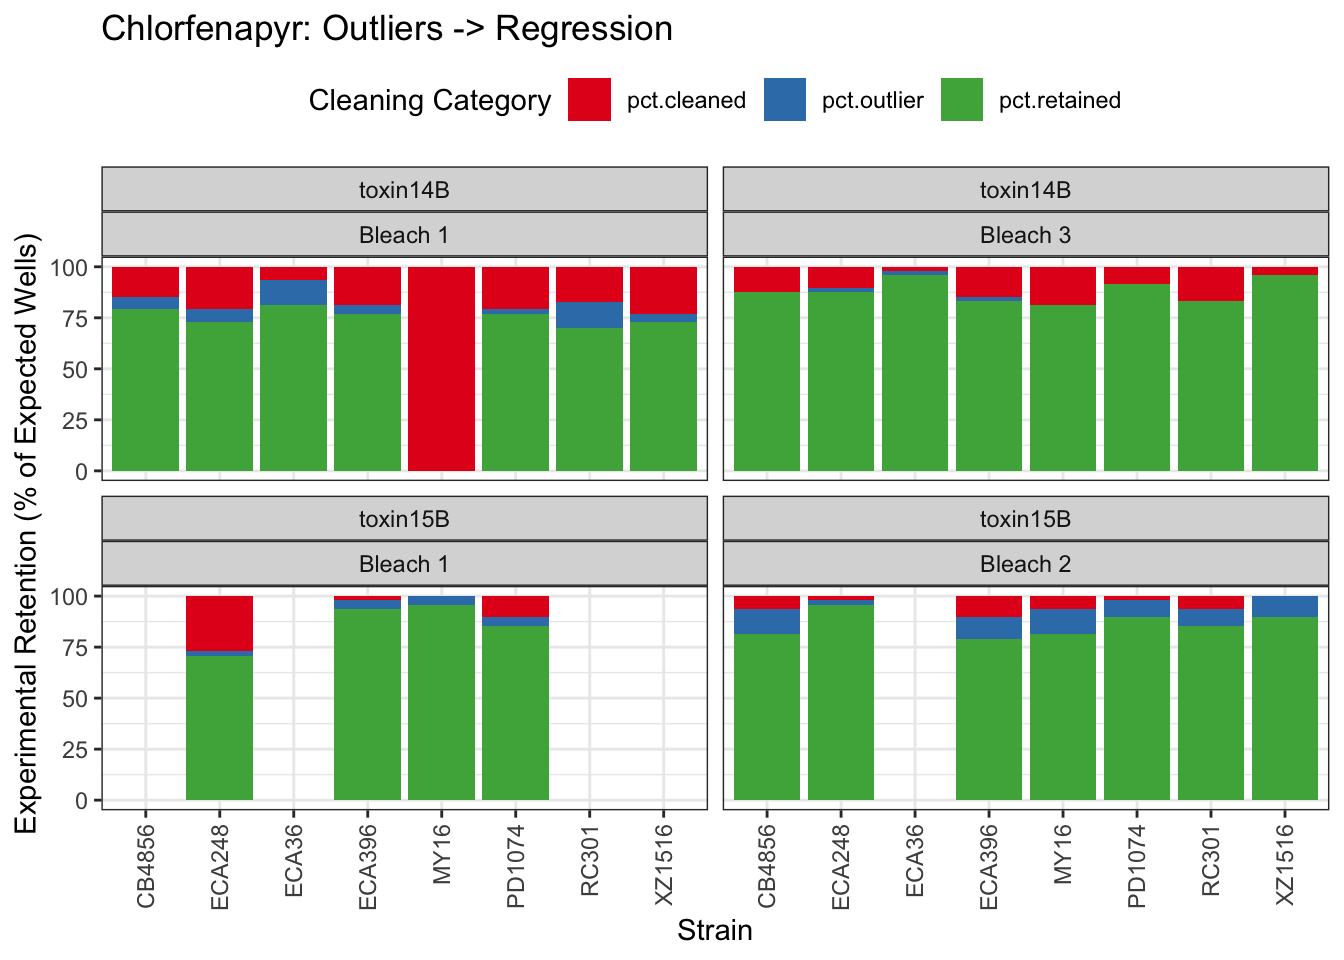 Chlorfenapyr: Outliers -> Regression
Cleaning Category pct.cleaned pct.outlier pct.retained
toxin14B toxin14B
Bleach 1 Bleach 3
100
75
50
25
0
toxin15B toxin15B
Bleach 1 Bleach 2
100
75
50
25
0
Experimental Retention (% of Expected Wells)
CB4856 ECA248 ECA36 ECA396 MY16 PD1074 RC301 XZ1516 CB4856 ECA248 ECA36 ECA396 MY16 PD1074 RC301 XZ1516
Strain